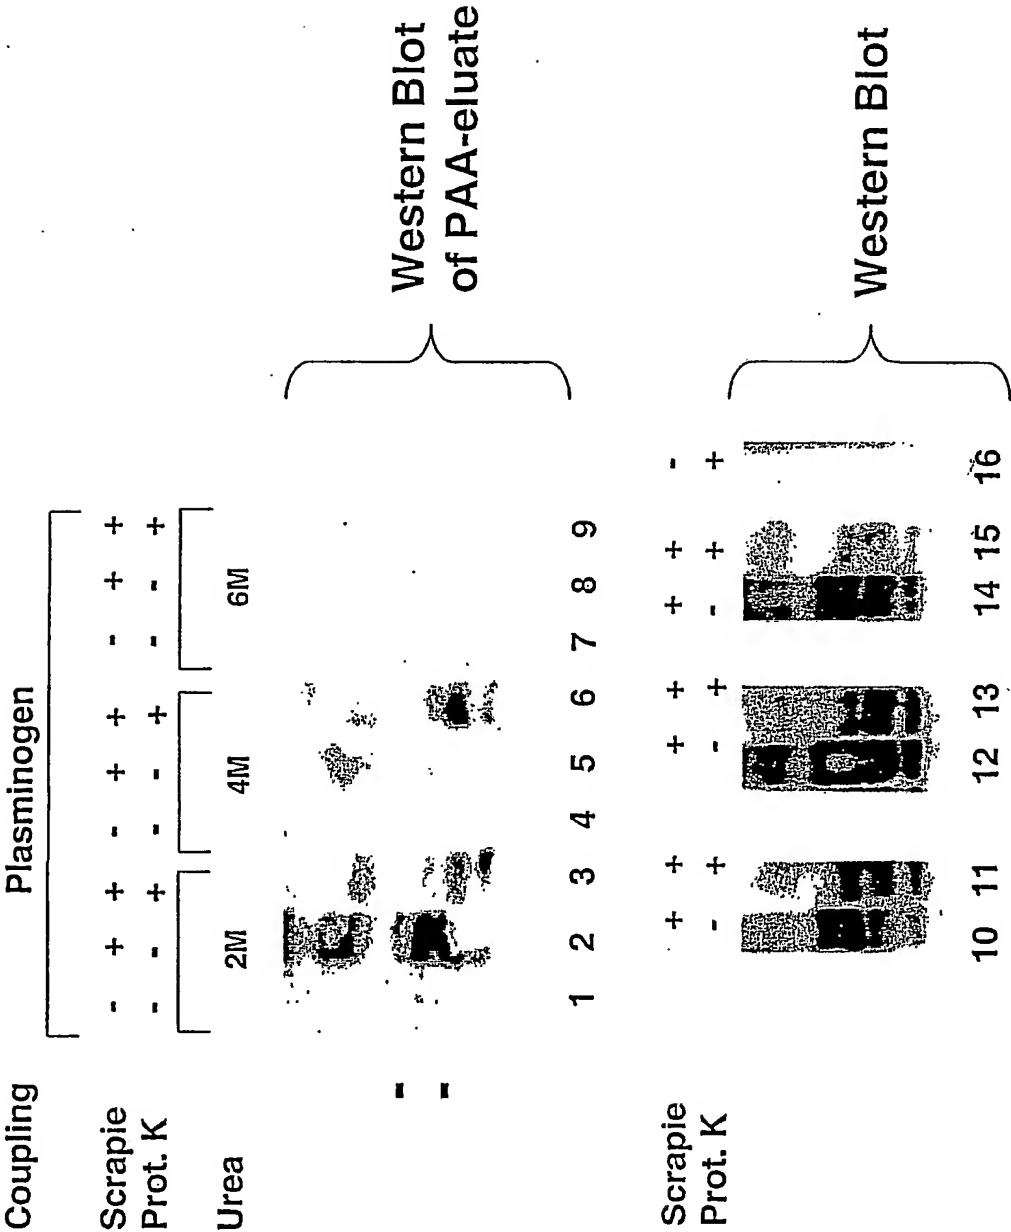 Coupling
Plasminogen
Scrapie - + + - + + - + +
Prot. K - - + - - + - - +
Urea 2M 4M 6M
Western Blot
of PAA-eluate
1 2 3 4 5 6 7 8 9
Scrapie + + + + + + -
Prot. K - + - + - + +
Western Blot
10 11 12 13 14 15 16